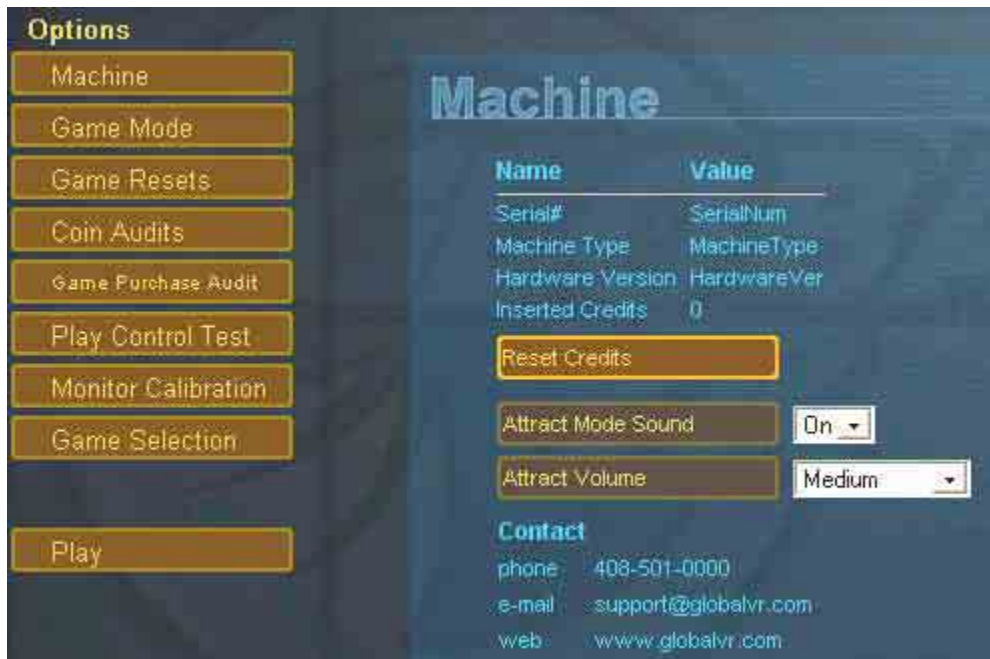 Options
Machine
Game Mode
Game Resets
Coin Audits
Game Purchase Audit
Play Control Test
Monitor Calibration
Game Selection
Play
Machine
Name Value
Serial# SerialNum
Machine Type MachineType
Hardware Version HardwareVer
Inserted Credits 0
Reset Credits
Attract Mode Sound On
Attract Volume Medium
Contact
phone 408-501-0000
e-mail support@globalvr.com
web www.globalvr.com